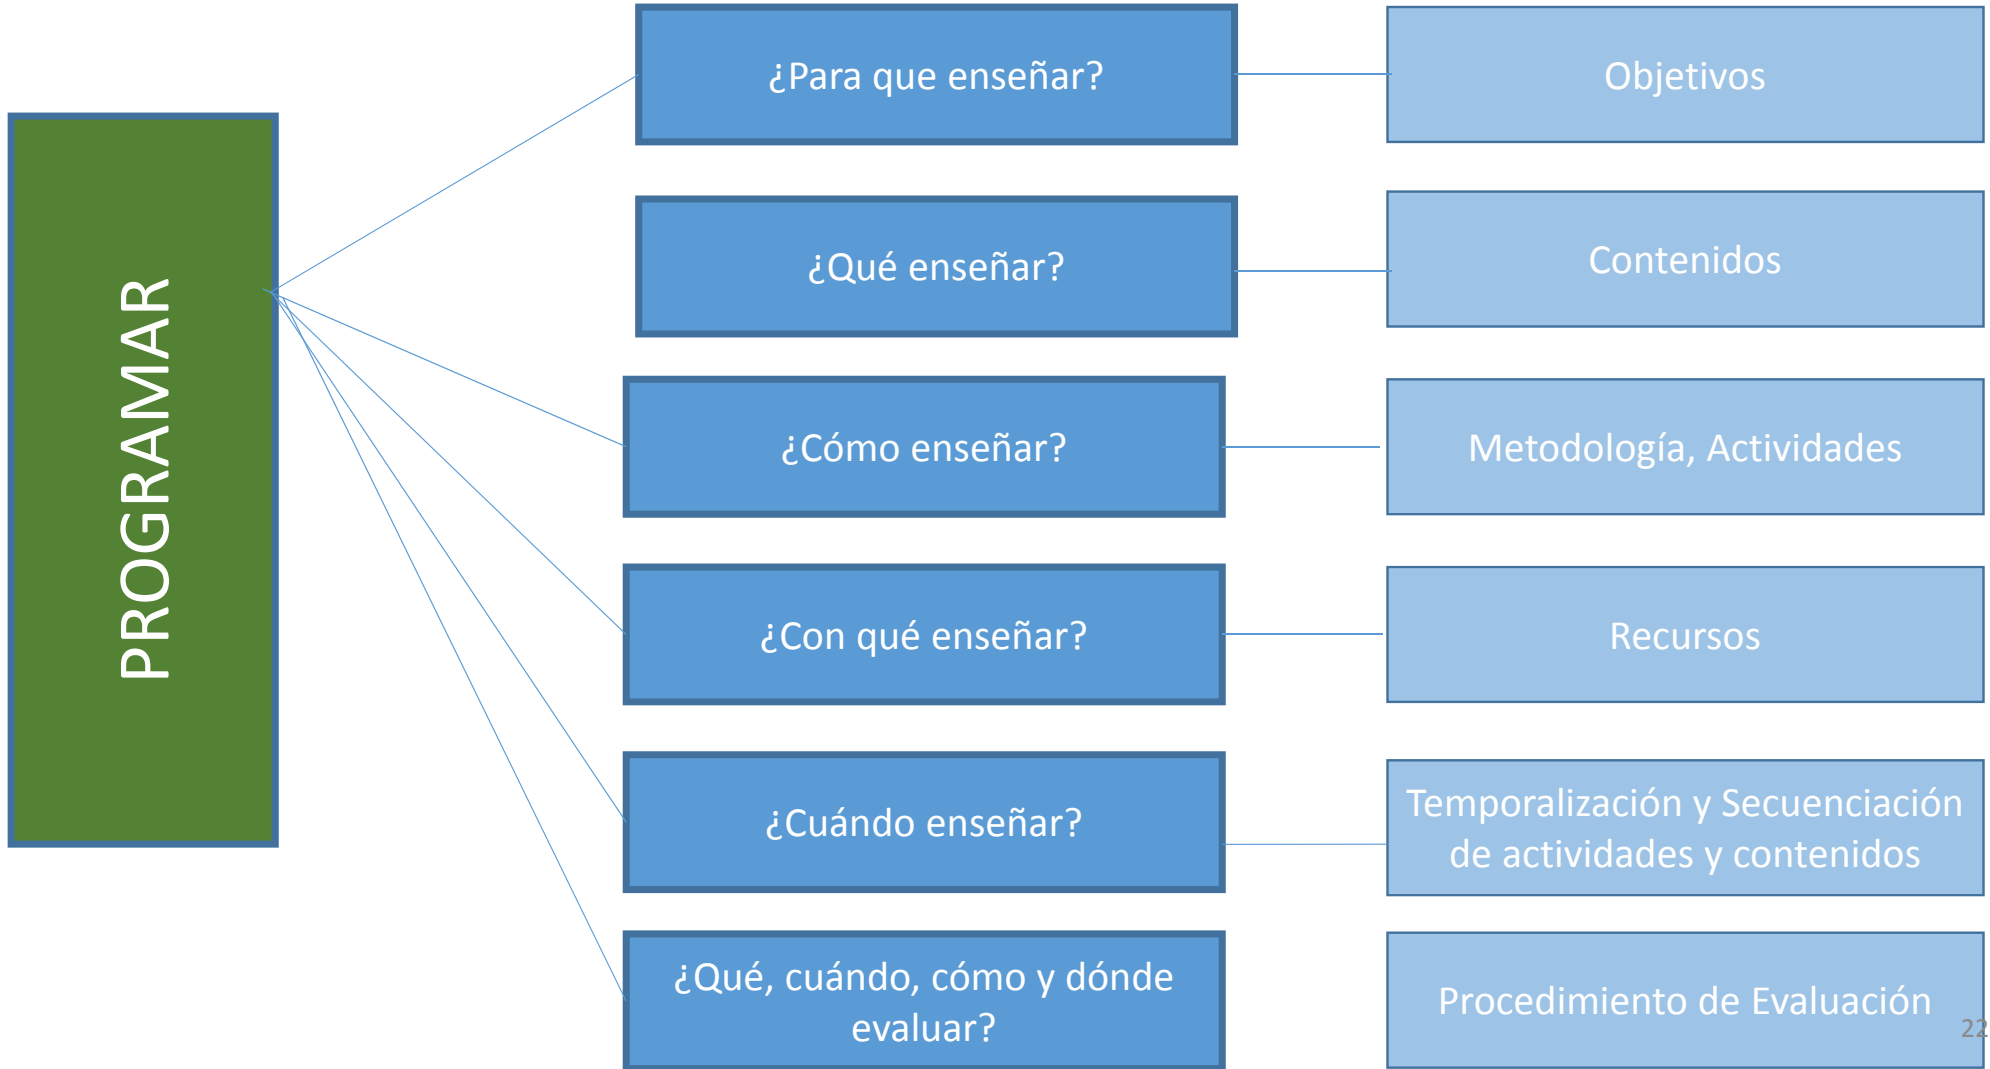 PROGRAMAR
¿Para que enseñar?
Objetivos
¿Qué enseñar?
Contenidos
¿Cómo enseñar?
Metodología, Actividades
¿Con qué enseñar?
Recursos
¿Cuándo enseñar?
Temporalización y Secuenciación
de actividades y contenidos
¿Qué, cuándo, cómo y dónde
evaluar?
Procedimiento de Evaluación
22